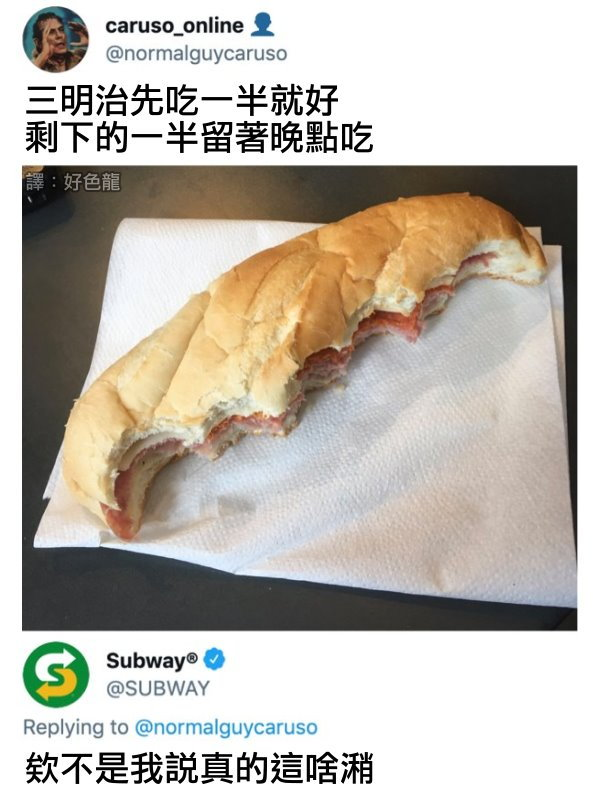 caruso_online
@normalguycaruso
三明治先吃一半就好
剩下的一半留著晚點吃
譯：好色龍
Subway®
@SUBWAY
Replying to @normalguycaruso
欸不是我説真的這啥潲